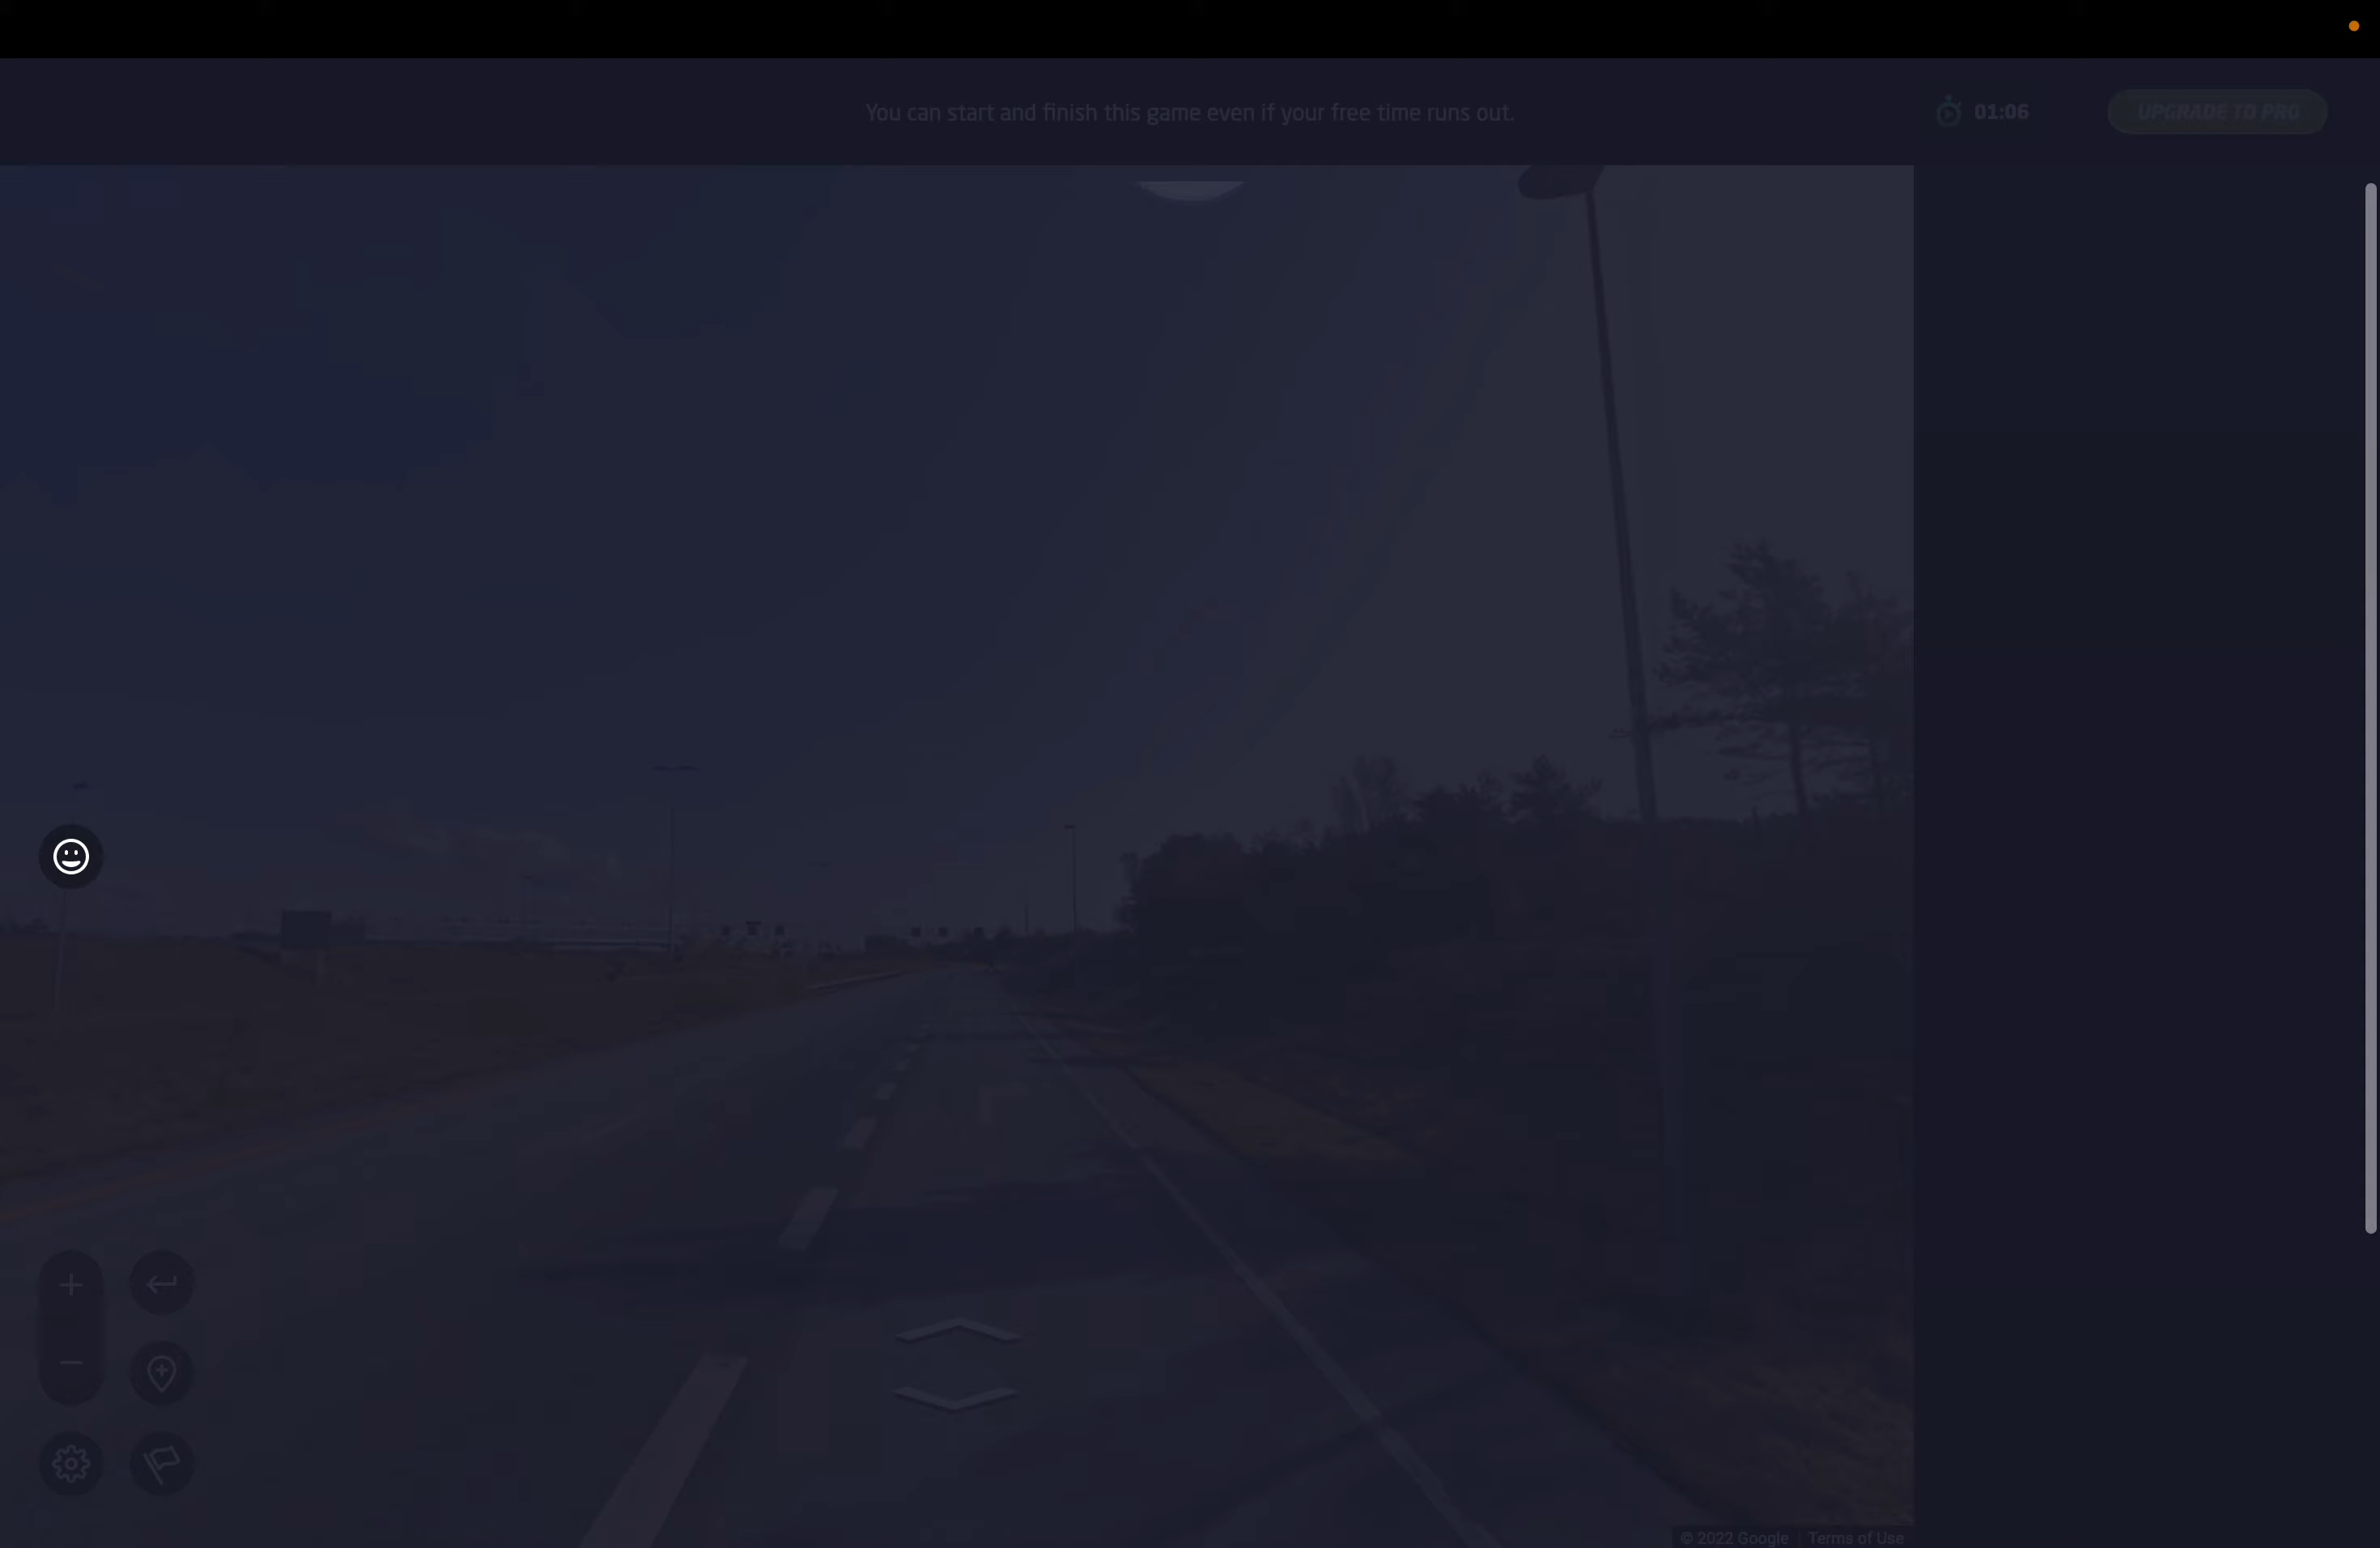 You can start and finish this game even if your free time runs out.
01:06
UPGRADE TO PRO
© 2022 Google | Terms of Use